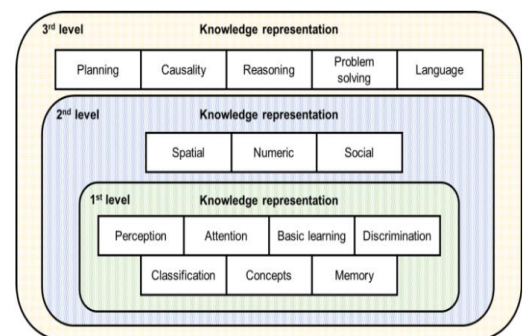 3rd level Knowledge representation
Planning Causality Reasoning Problem solving Language
2nd level Knowledge representation
Spatial Numeric Social
1st level Knowledge representation
Perception Attention Basic learning Discrimination
Classification Concepts Memory